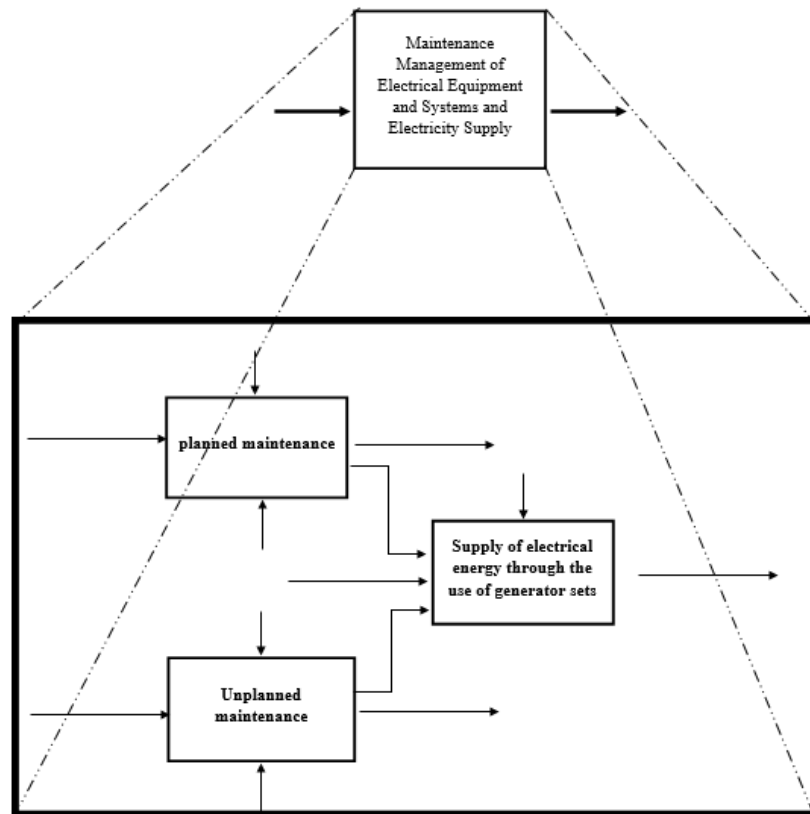 Maintenance
Management of
Electrical Equipment
and Systems and
Electricity Supply
planned maintenance
Supply of electrical
energy through the
use of generator sets
Unplanned
maintenance